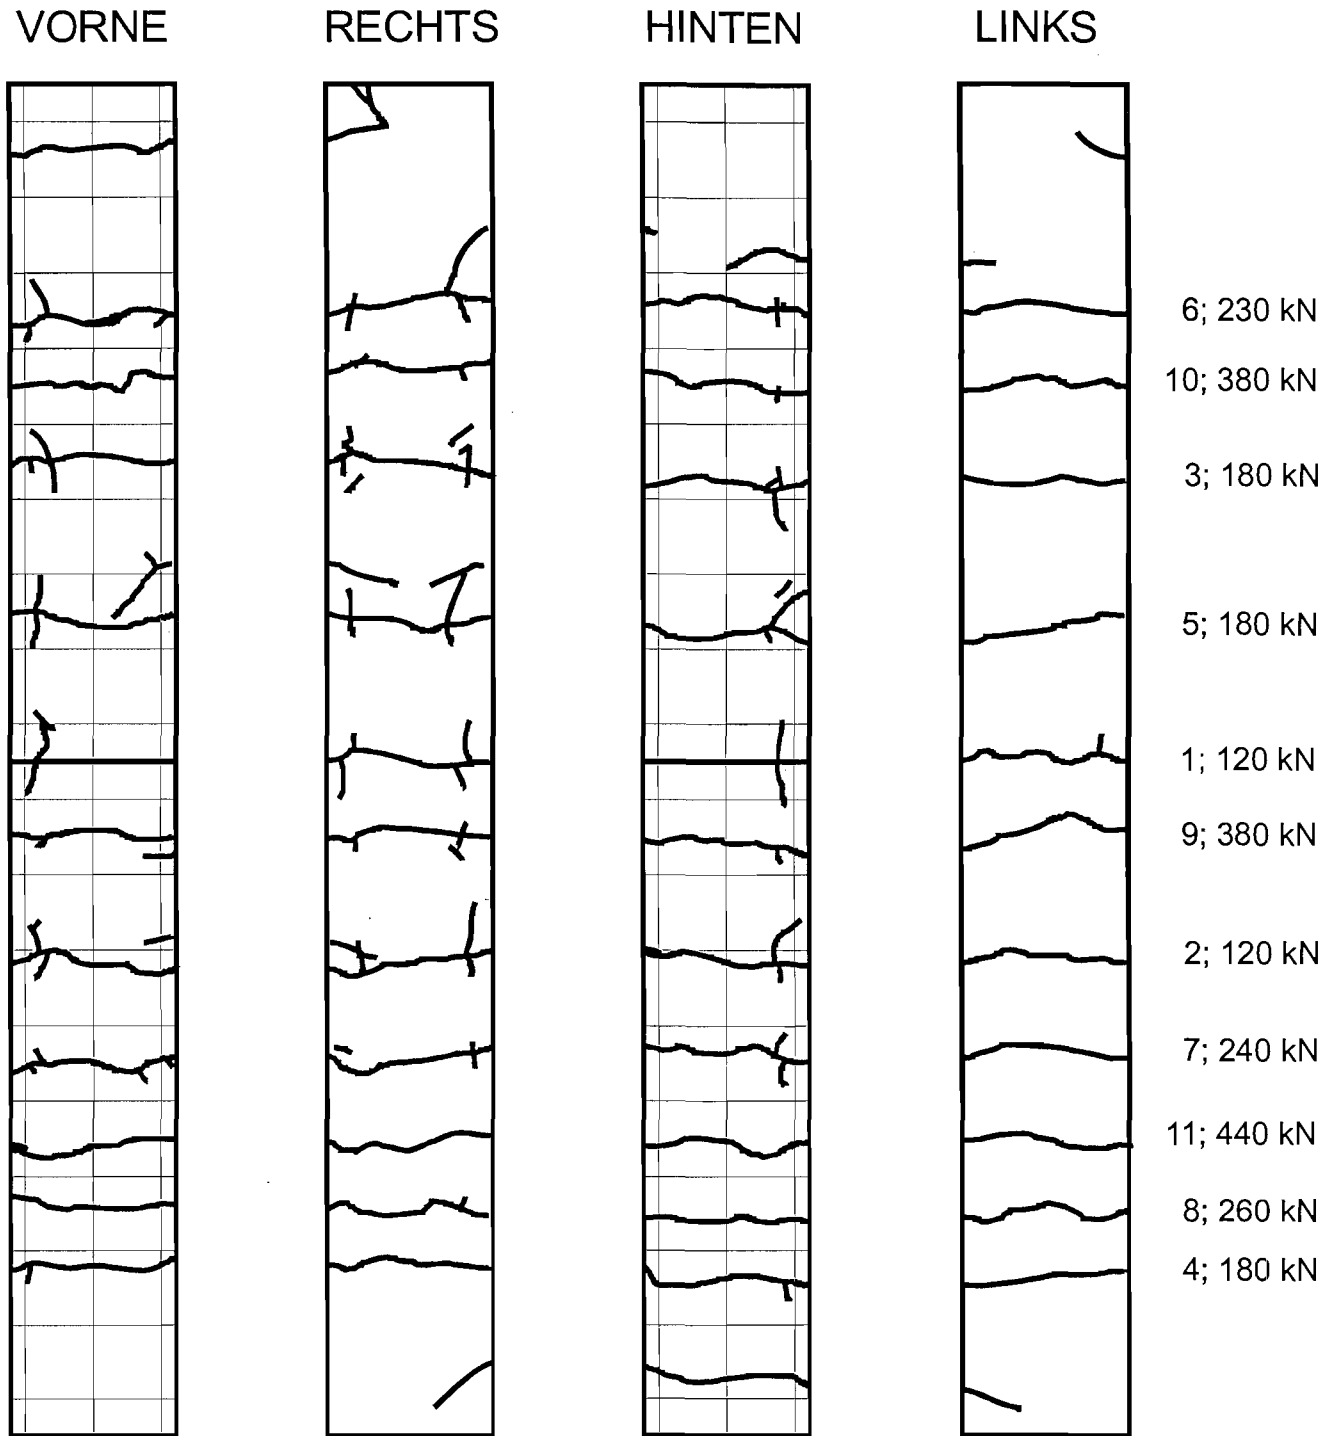 VORNE RECHTS HINTEN LINKS
6; 230 kN
10; 380 kN
3; 180 kN
5; 180 kN
1; 120 kN
9; 380 kN
2; 120 kN
7; 240 kN
11; 440 kN
8; 260 kN
4; 180 kN